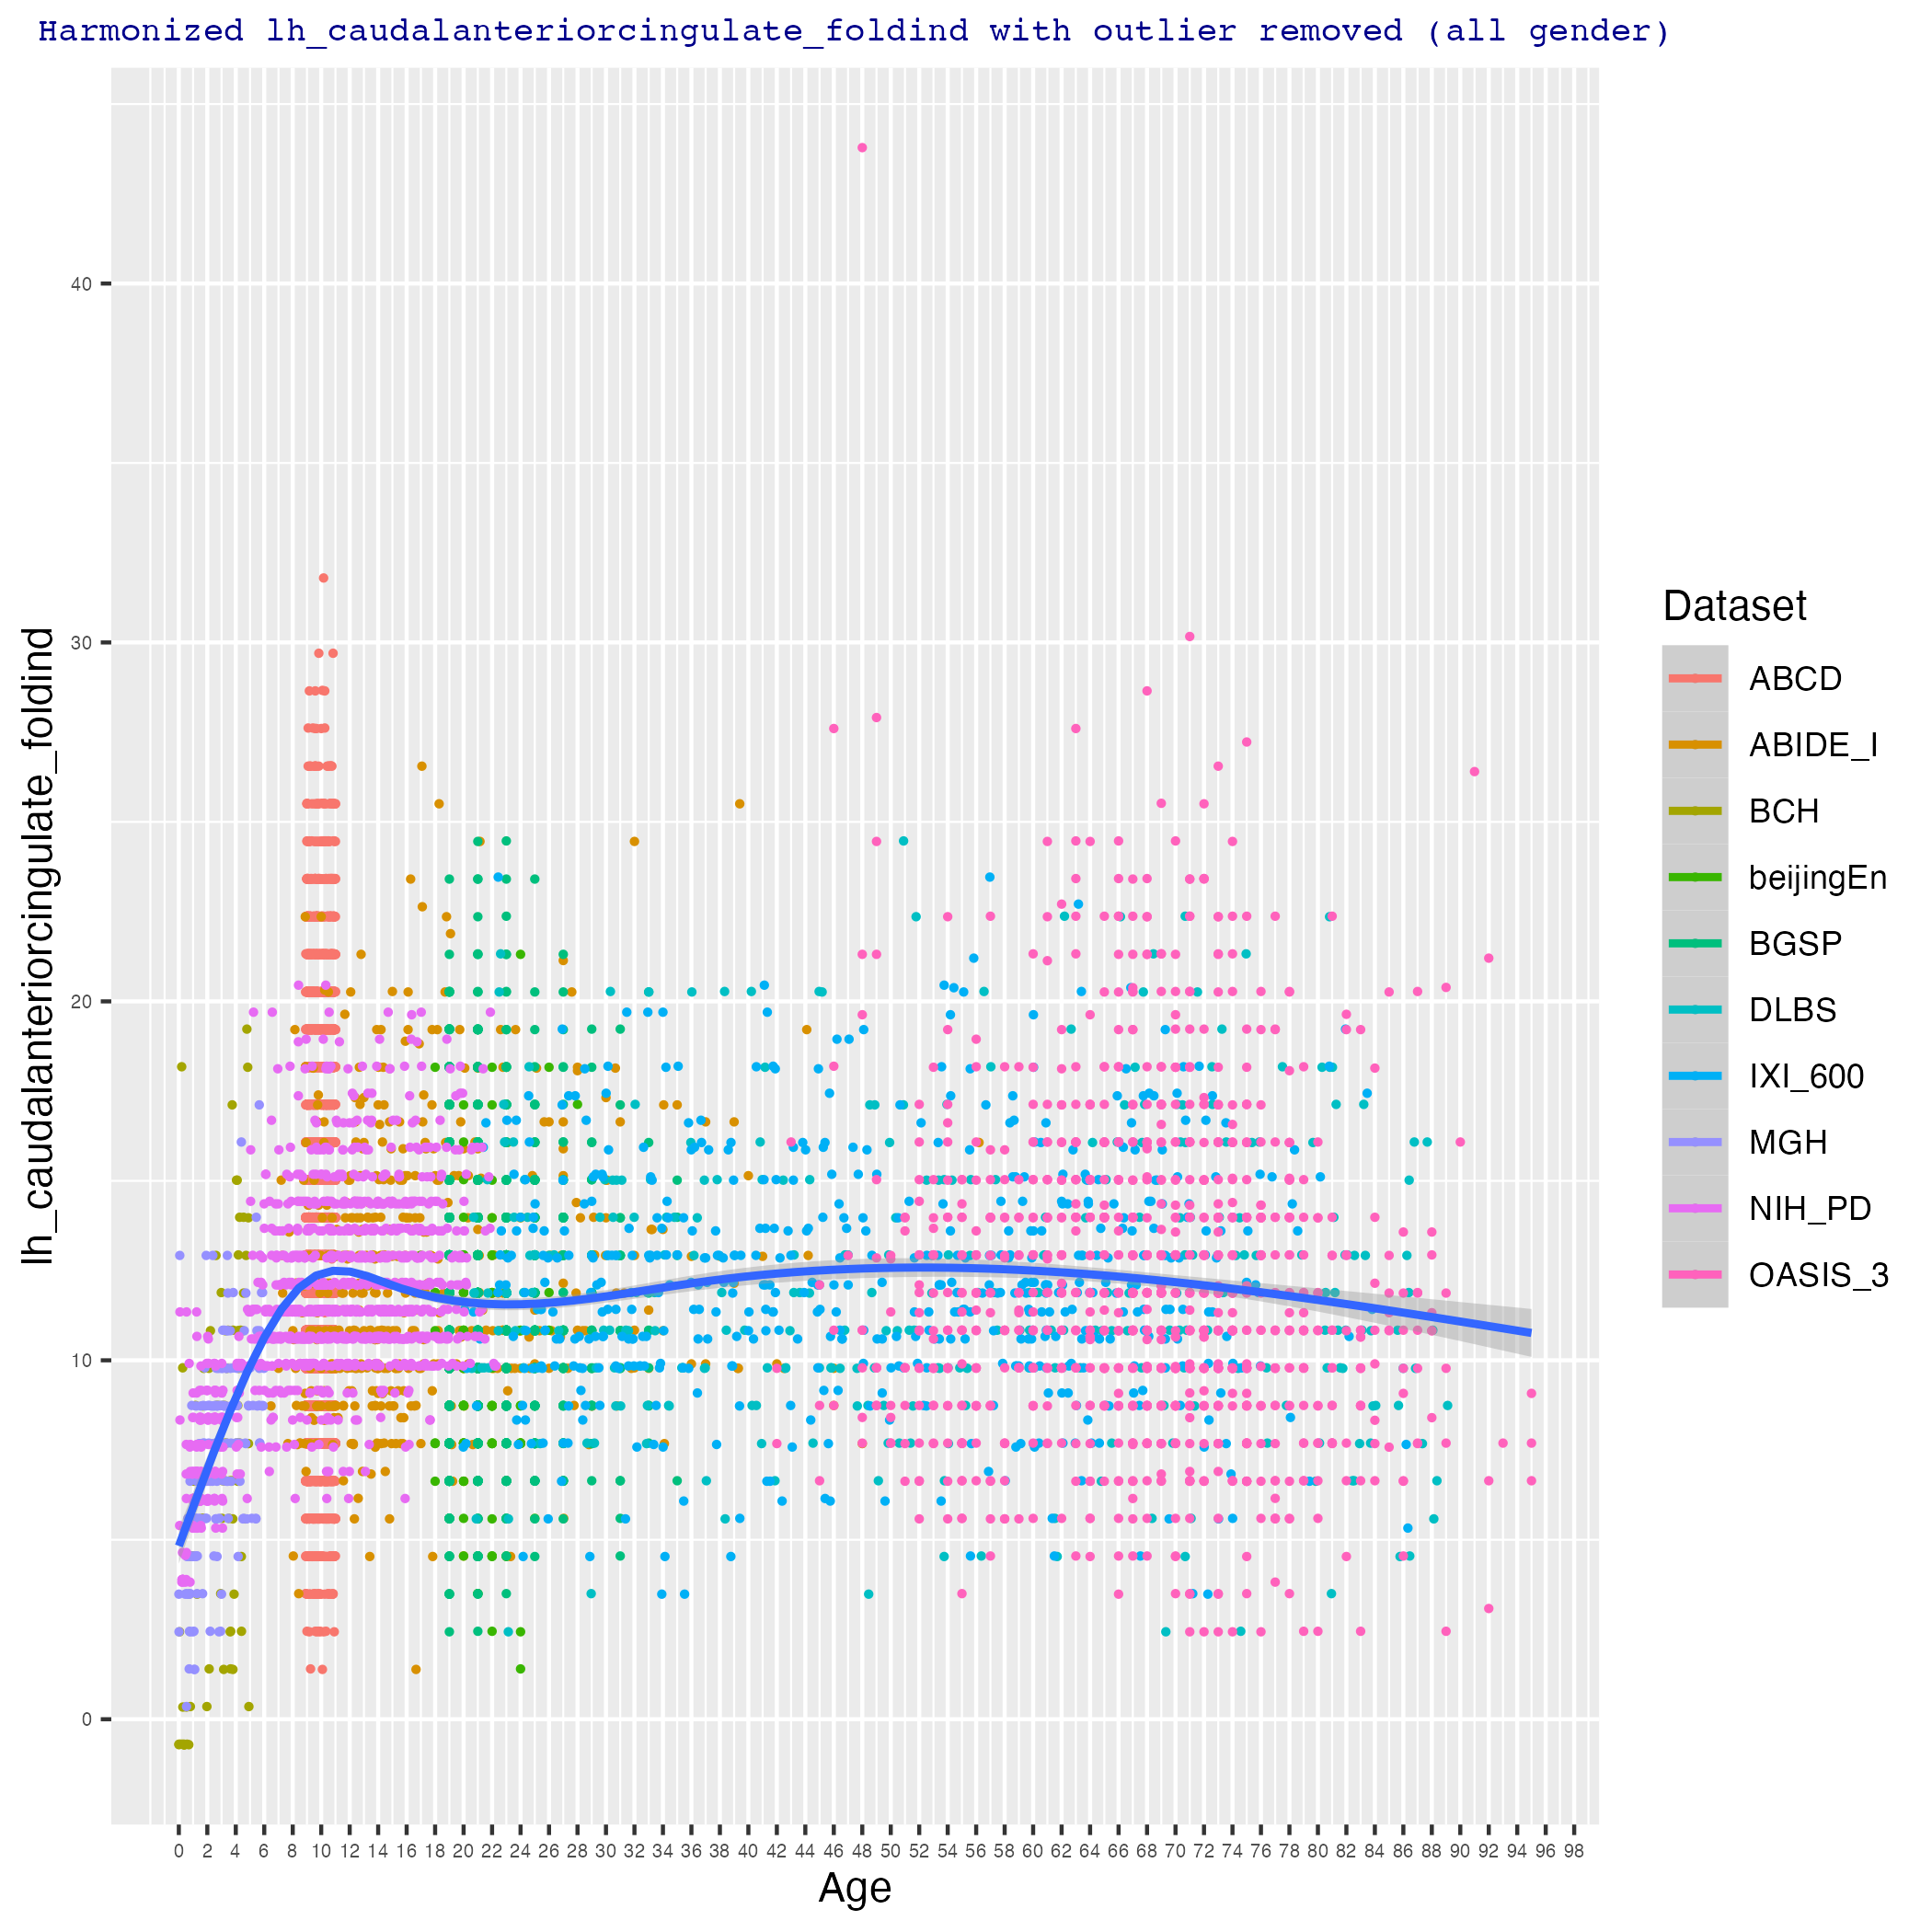 Harmonized lh_caudalanteriorcingulate_foldind with outlier removed (all gender)
lh_caudalanteriorcingulate_foldind
40
30
20
10
0
0 2 4 6 8 10 12 14 16 18 20 22 24 26 28 30 32 34 36 38 40 42 44 46 48 50 52 54 56 58 60 62 64 66 68 70 72 74 76 78 80 82 84 86 88 90 92 94 96 98
Age
Dataset
ABCD
ABIDE_I
BCH
beijingEn
BGSP
DLBS
IXI_600
MGH
NIH_PD
OASIS_3